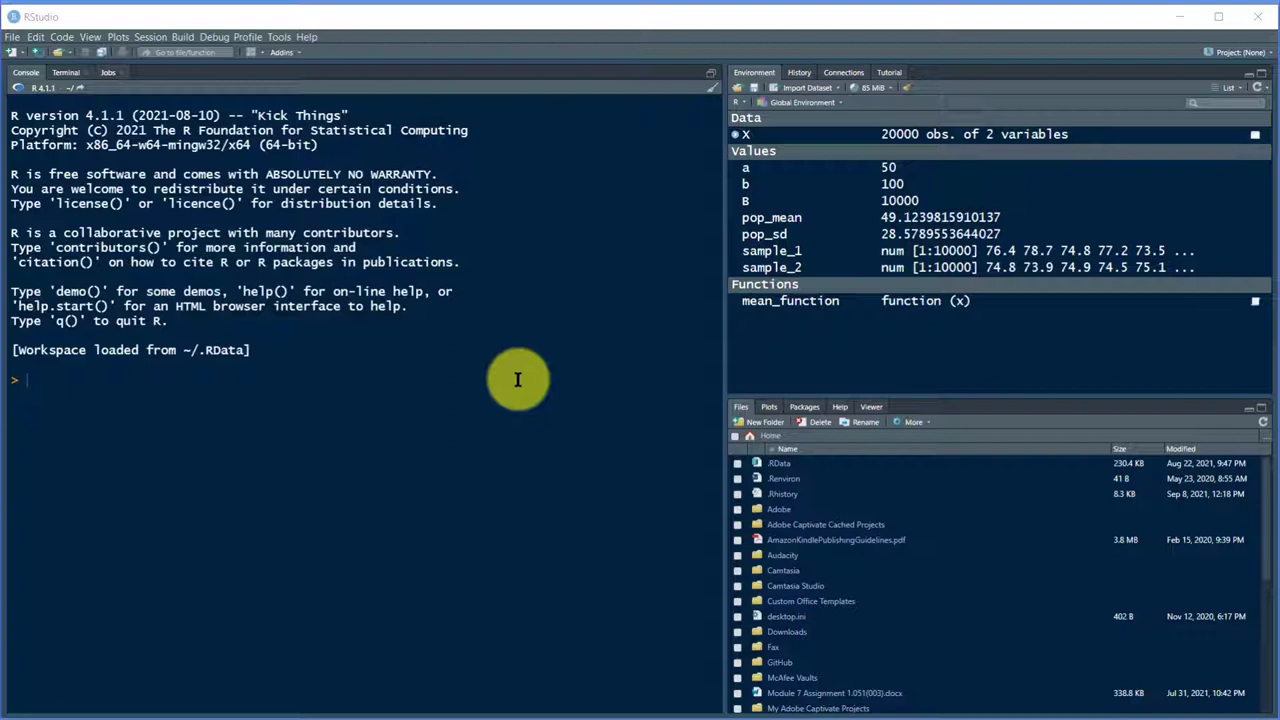 RStudio
File Edit Code View Plots Session Build Debug Profile Tools Help
Go to file/function Addins Project: (None)
Console Terminal Jobs
R 4.1.1 ~/
R version 4.1.1 (2021-08-10) -- "Kick Things"
Copyright (C) 2021 The R Foundation for Statistical Computing
Platform: x86_64-w64-mingw32/x64 (64-bit)
R is free software and comes with ABSOLUTELY NO WARRANTY.
You are welcome to redistribute it under certain conditions.
Type 'license()' or 'licence()' for distribution details.
R is a collaborative project with many contributors.
Type 'contributors()' for more information and
'citation()' on how to cite R or R packages in publications.
Type 'demo()' for some demos, 'help()' for on-line help, or
'help.start()' for an HTML browser interface to help.
Type 'q()' to quit R.
[Workspace loaded from ~/.RData]
>
Environment History Connections Tutorial
Import Dataset 85 MiB List
R Global Environment
Data
X 20000 obs. of 2 variables
Values
a 50
b 100
B 10000
pop_mean 49.1239815910137
pop_sd 28.5789553644027
sample_1 num [1:10000] 76.4 78.7 74.8 77.2 73.5 ...
sample_2 num [1:10000] 74.8 73.9 74.9 74.5 75.1 ...
Functions
mean_function function (x)
Files Plots Packages Help Viewer
New Folder Delete Rename More
Home
Name Size Modified
.RData 230.4 KB Aug 22, 2021, 9:47 PM
.Renviron 41 B May 23, 2020, 8:55 AM
.Rhistory 8.3 KB Sep 8, 2021, 12:18 PM
Adobe
Adobe Captivate Cached Projects
AmazonKindlePublishingGuidelines.pdf 3.8 MB Feb 15, 2020, 9:39 PM
Audacity
Camtasia
Camtasia Studio
Custom Office Templates
desktop.ini 402 B Nov 12, 2020, 6:17 PM
Downloads
Fax
GitHub
McAfee Vaults
Module 7 Assignment 1.051(003).docx 338.8 KB Jul 31, 2021, 10:42 PM
My Adobe Captivate Projects